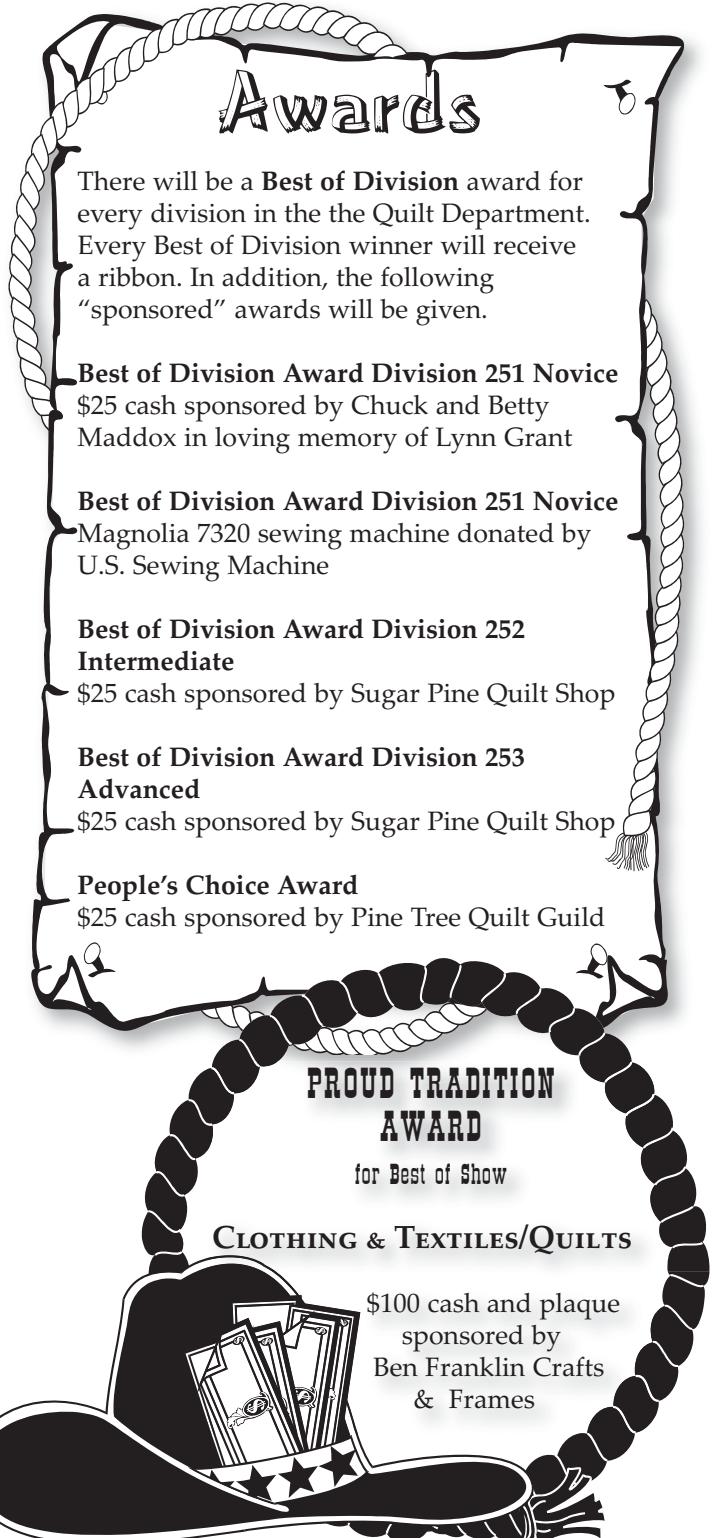 Awards
There will be a Best of Division award for
every division in the the Quilt Department.
Every Best of Division winner will receive
a ribbon. In addition, the following
“sponsored” awards will be given.
Best of Division Award Division 251 Novice
$25 cash sponsored by Chuck and Betty
Maddox in loving memory of Lynn Grant
Best of Division Award Division 251 Novice
Magnolia 7320 sewing machine donated by
U.S. Sewing Machine
Best of Division Award Division 252
Intermediate
$25 cash sponsored by Sugar Pine Quilt Shop
Best of Division Award Division 253
Advanced
$25 cash sponsored by Sugar Pine Quilt Shop
People’s Choice Award
$25 cash sponsored by Pine Tree Quilt Guild
PROUD TRADITION
AWARD
for Best of Show
CLOTHING & TEXTILES/QUILTS
$100 cash and plaque
sponsored by
Ben Franklin Crafts
& Frames